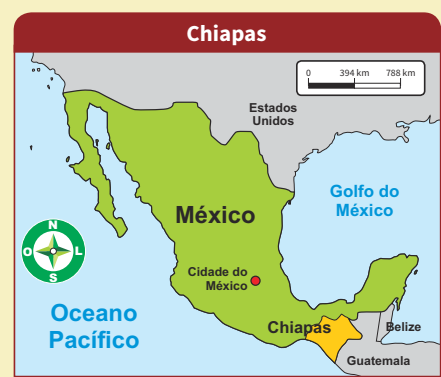 Chiapas
0 394 km 788 km
Estados
Unidos
Golfo do
México
México
N
O L
S
Cidade do
México
Oceano
Pacífico
Chiapas
Belize
Guatemala